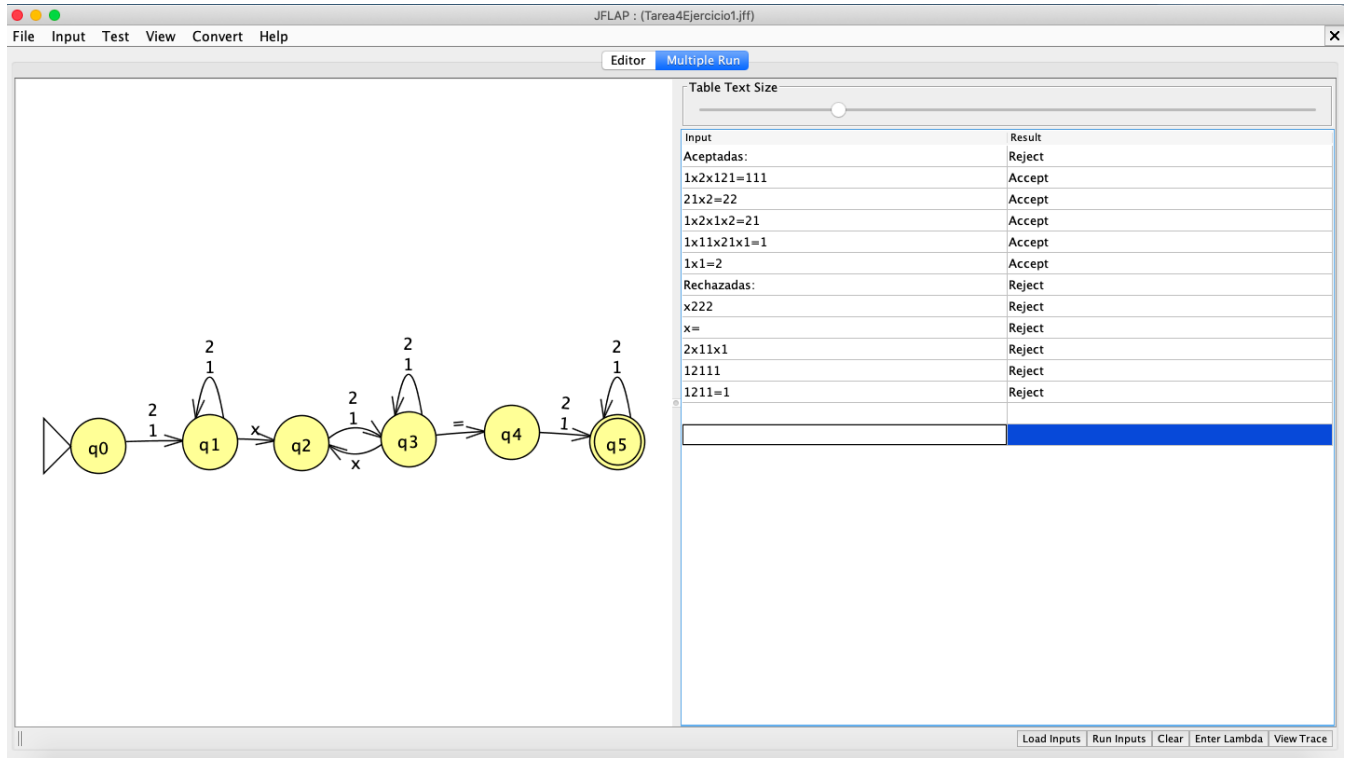 JFLAP : (Tarea4Ejercicio1.jff)
File Input Test View Convert Help
Editor Multiple Run
Table Text Size
Input Result
Aceptadas: Reject
1x2x121=111 Accept
21x2=22 Accept
1x2x1x2=21 Accept
1x11x21x1=1 Accept
1x1=2 Accept
Rechazadas: Reject
x222 Reject
x= Reject
2x11x1 Reject
12111 Reject
1211=1 Reject
2 2 2
1 1 1
2 2 2
1 x 1 = 1
q0 q1 q2 q3 q4 q5
x
Load Inputs Run Inputs Clear Enter Lambda View Trace